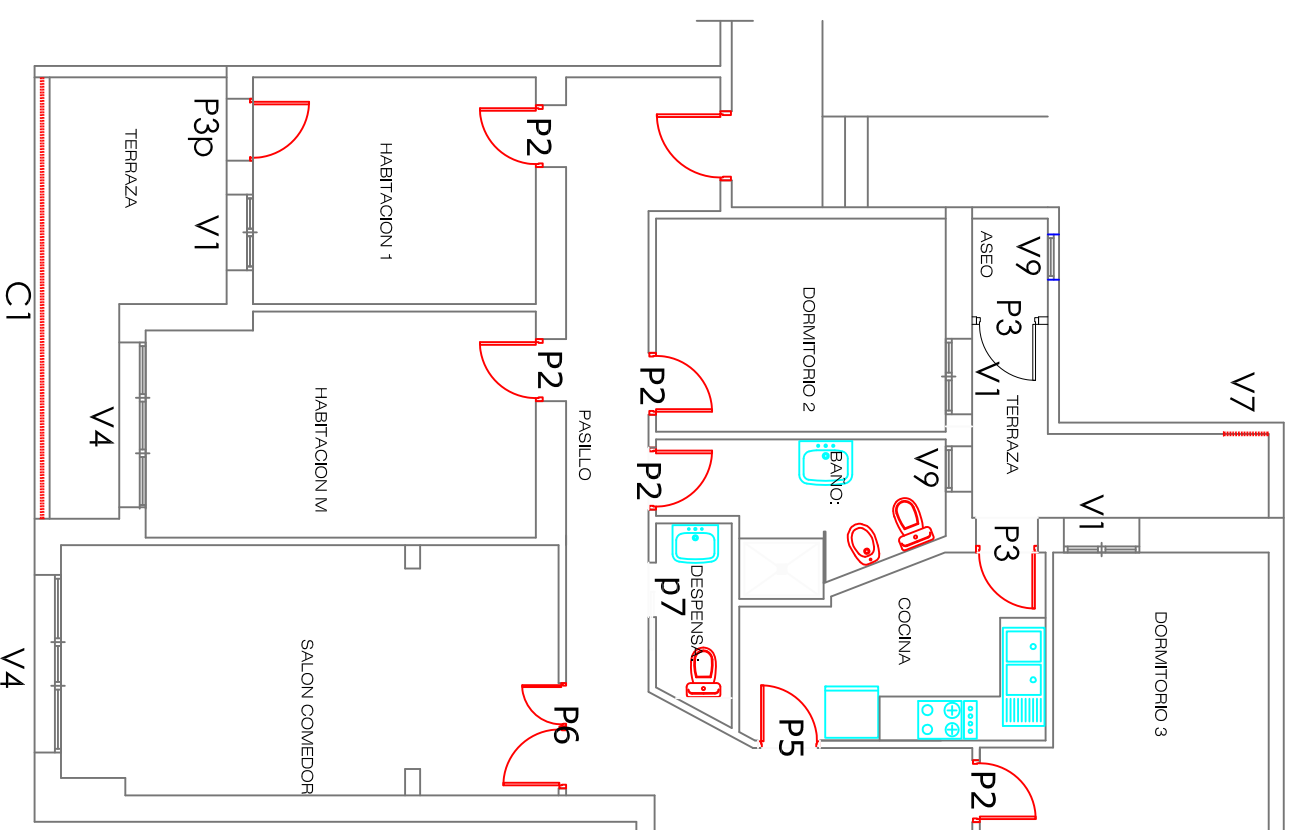 P3p
TERRAZA
V1
C1
V4
HABITACION 1
P2
HABITACION M
P2
PASILLO
SALON COMEDOR
V4
P6
DORMITORIO 2
P2
P2
BAÑO:
V9
DESPENSA:
p7
COCINA
P5
ASEO
V9
P3
V1
TERRAZA
V7
V1
P3
DORMITORIO 3
P2